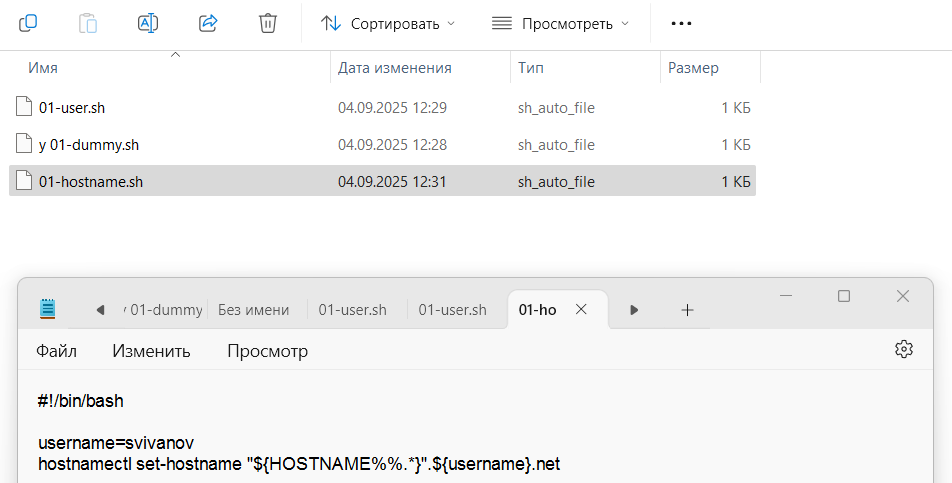 Сортировать
Просмотреть
Имя Дата изменения Тип Размер
01-user.sh 04.09.2025 12:29 sh_auto_file 1 КБ
y 01-dummy.sh 04.09.2025 12:28 sh_auto_file 1 КБ
01-hostname.sh 04.09.2025 12:31 sh_auto_file 1 КБ
y 01-dummy Без имени 01-user.sh 01-user.sh 01-ho
Файл Изменить Просмотр
#!/bin/bash
username=svivanov
hostnamectl set-hostname "${HOSTNAME%%.*}".${username}.net